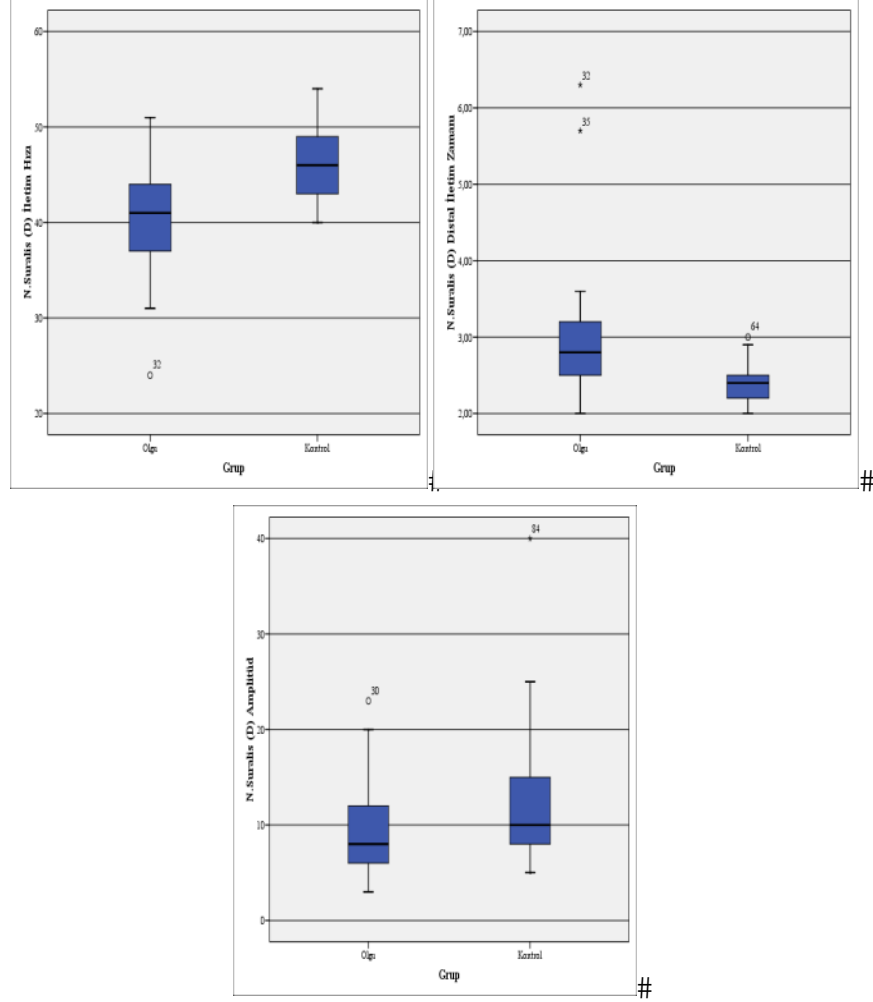 N.Suralis (D) İletim Hızı
60
50
40
30
20
32
Olgu
Kontrol
Grup
#.
N.Suralis (D) Distal İletim Zamanı
7,00
6,00
5,00
4,00
3,00
2,00
32
35
64
Olgu
Kontrol
Grup
#
N.Suralis (D) Amplitüd
40
30
20
10
0
30
84
Olgu
Kontrol
Grup
#